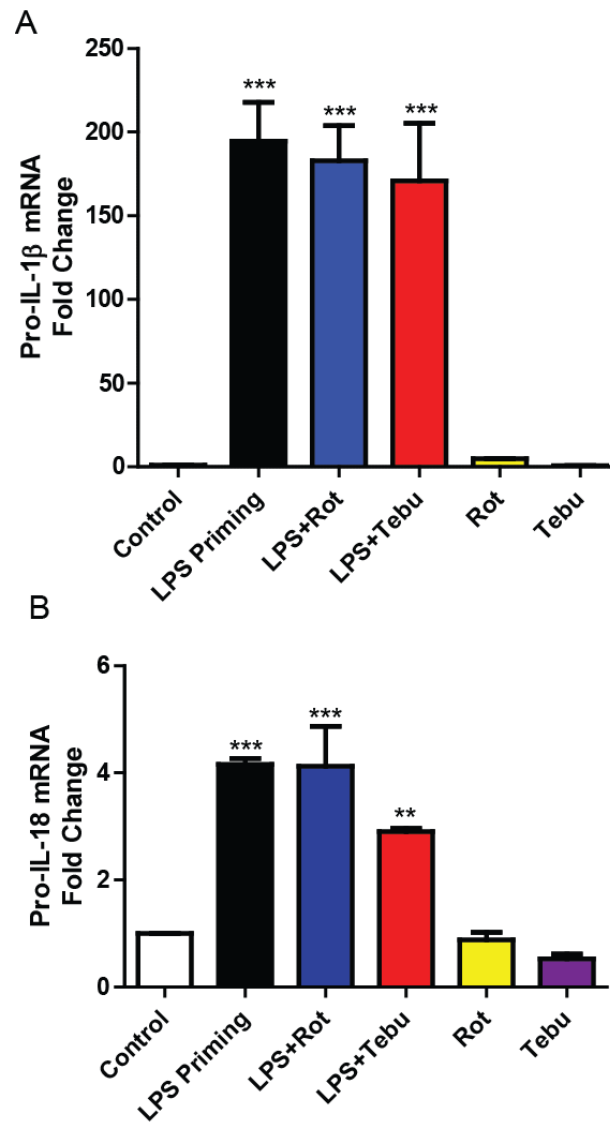 A
Pro-IL-1β mRNA
Fold Change
250
200
150
100
50
0
***
***
***
Control
LPS Priming
LPS+Rot
LPS+Tebu
Rot
Tebu
B
Pro-IL-18 mRNA
Fold Change
6
4
2
0
***
***
**
Control
LPS Priming
LPS+Rot
LPS+Tebu
Rot
Tebu